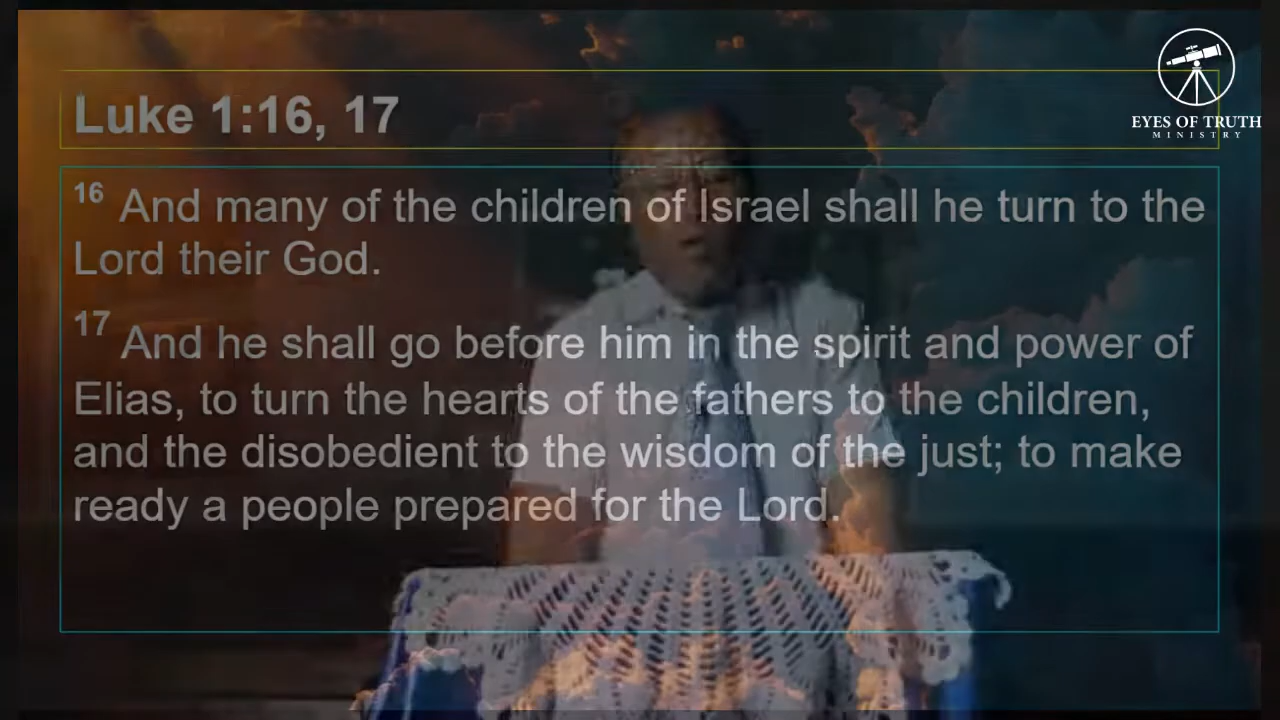 EYES OF TRUTH
MINISTRY
Luke 1:16, 17
16 And many of the children of Israel shall he turn to the
Lord their God.
17 And he shall go before him in the spirit and power of
Elias, to turn the hearts of the fathers to the children,
and the disobedient to the wisdom of the just; to make
ready a people prepared for the Lord.